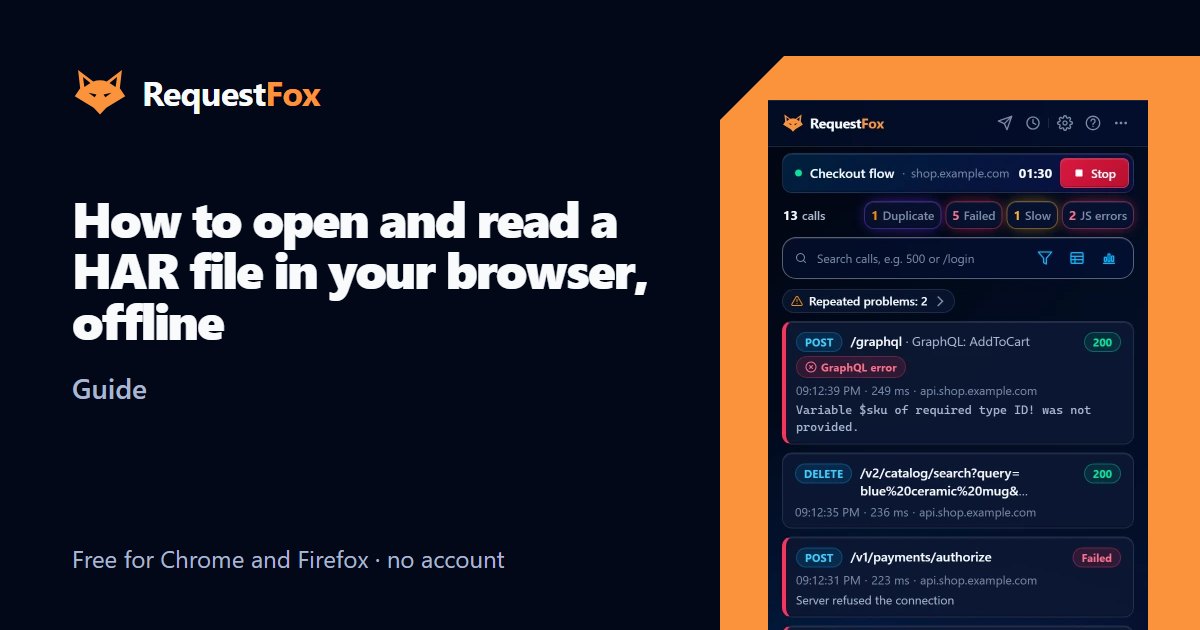 RequestFox
How to open and read a
HAR file in your browser,
offline
Guide
Free for Chrome and Firefox · no account
RequestFox
Checkout flow · shop.example.com 01:30 Stop
13 calls 1 Duplicate 5 Failed 1 Slow 2 JS errors
Search calls, e.g. 500 or /login
Repeated problems: 2
POST /graphql · GraphQL: AddToCart 200
GraphQL error
09:12:39 PM · 249 ms · api.shop.example.com
Variable $sku of required type ID! was not
provided.
DELETE /v2/catalog/search?query= 200
blue%20ceramic%20mug&...
09:12:35 PM · 236 ms · api.shop.example.com
POST /v1/payments/authorize Failed
09:12:31 PM · 223 ms · api.shop.example.com
Server refused the connection